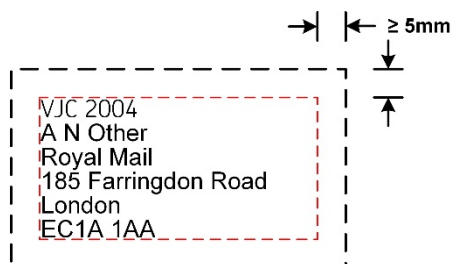 ≥ 5mm
VJC 2004
A N Other
Royal Mail
185 Farringdon Road
London
EC1A 1AA